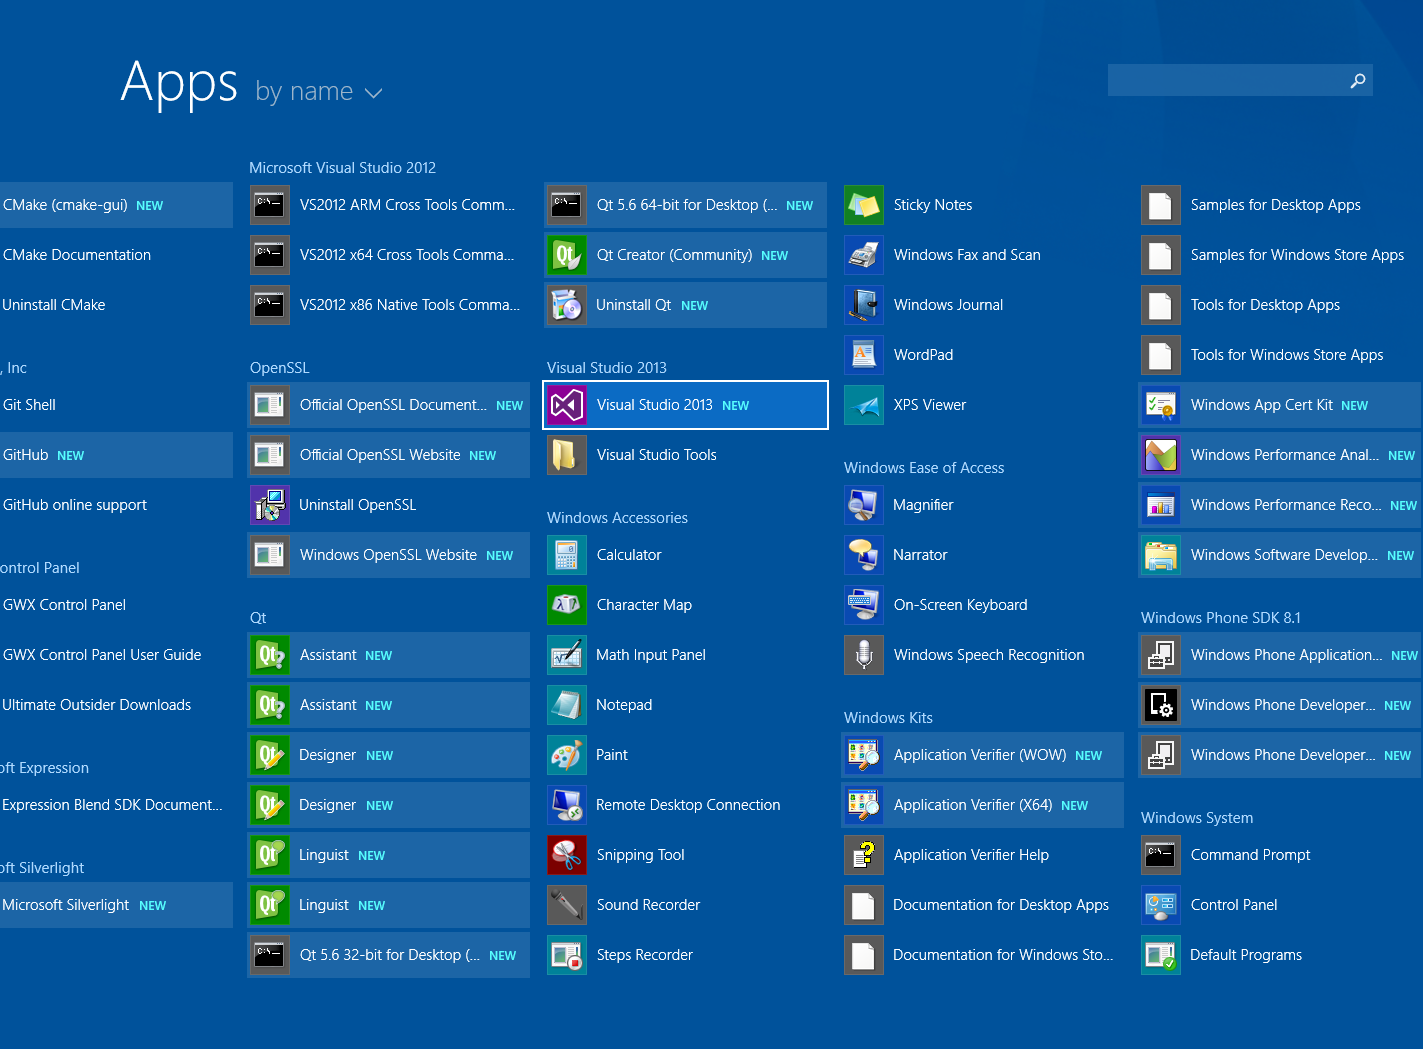 Apps by name
CMake (cmake-gui) NEW
CMake Documentation
Uninstall CMake
, Inc
Git Shell
GitHub NEW
GitHub online support
ontrol Panel
GWX Control Panel
GWX Control Panel User Guide
Ultimate Outsider Downloads
oft Expression
Expression Blend SDK Document...
oft Silverlight
Microsoft Silverlight NEW
Microsoft Visual Studio 2012
VS2012 ARM Cross Tools Comm...
VS2012 x64 Cross Tools Comma...
VS2012 x86 Native Tools Comma...
OpenSSL
Official OpenSSL Document... NEW
Official OpenSSL Website NEW
Uninstall OpenSSL
Windows OpenSSL Website NEW
Qt
Assistant NEW
Assistant NEW
Designer NEW
Designer NEW
Linguist NEW
Linguist NEW
Qt 5.6 32-bit for Desktop (... NEW
Qt 5.6 64-bit for Desktop (... NEW
Qt Creator (Community) NEW
Uninstall Qt NEW
Visual Studio 2013
Visual Studio 2013 NEW
Visual Studio Tools
Windows Accessories
Calculator
Character Map
Math Input Panel
Notepad
Paint
Remote Desktop Connection
Snipping Tool
Sound Recorder
Steps Recorder
Sticky Notes
Windows Fax and Scan
Windows Journal
WordPad
XPS Viewer
Windows Ease of Access
Magnifier
Narrator
On-Screen Keyboard
Windows Speech Recognition
Windows Kits
Application Verifier (WOW) NEW
Application Verifier (X64) NEW
Application Verifier Help
Documentation for Desktop Apps
Documentation for Windows Sto...
Samples for Desktop Apps
Samples for Windows Store Apps
Tools for Desktop Apps
Tools for Windows Store Apps
Windows App Cert Kit NEW
Windows Performance Anal... NEW
Windows Performance Reco... NEW
Windows Software Develop... NEW
Windows Phone SDK 8.1
Windows Phone Application... NEW
Windows Phone Developer... NEW
Windows Phone Developer... NEW
Windows System
Command Prompt
Control Panel
Default Programs